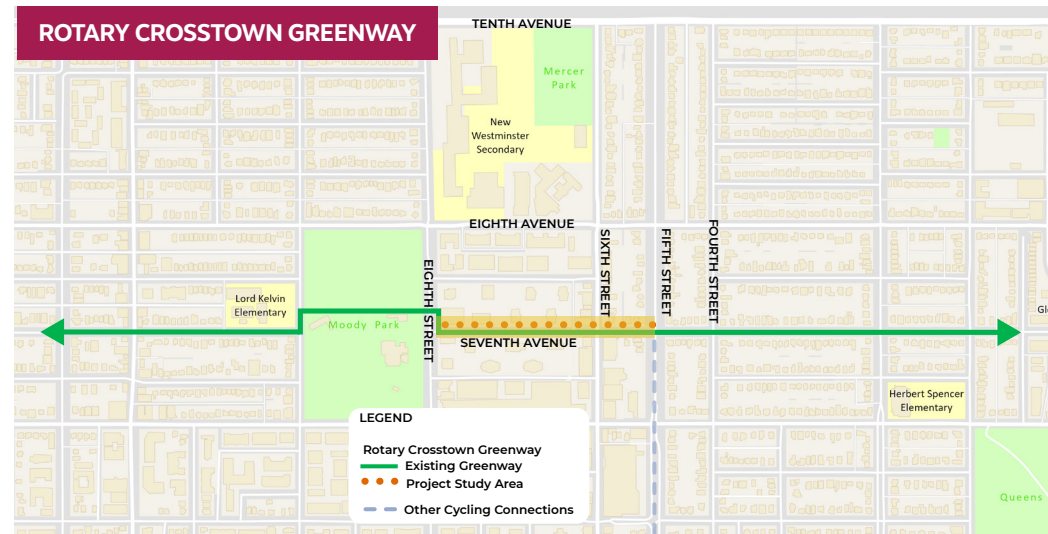 ROTARY CROSSTOWN GREENWAY
TENTH AVENUE
Mercer
Park
New
Westminster
Secondary
EIGHTH AVENUE
EIGHTH STREET
SIXTH STREET
FIFTH STREET
FOURTH STREET
Lord Kelvin
Elementary
Moody Park
SEVENTH AVENUE
Gl
Herbert Spencer
Elementary
Queens
LEGEND
Rotary Crosstown Greenway
Existing Greenway
Project Study Area
Other Cycling Connections